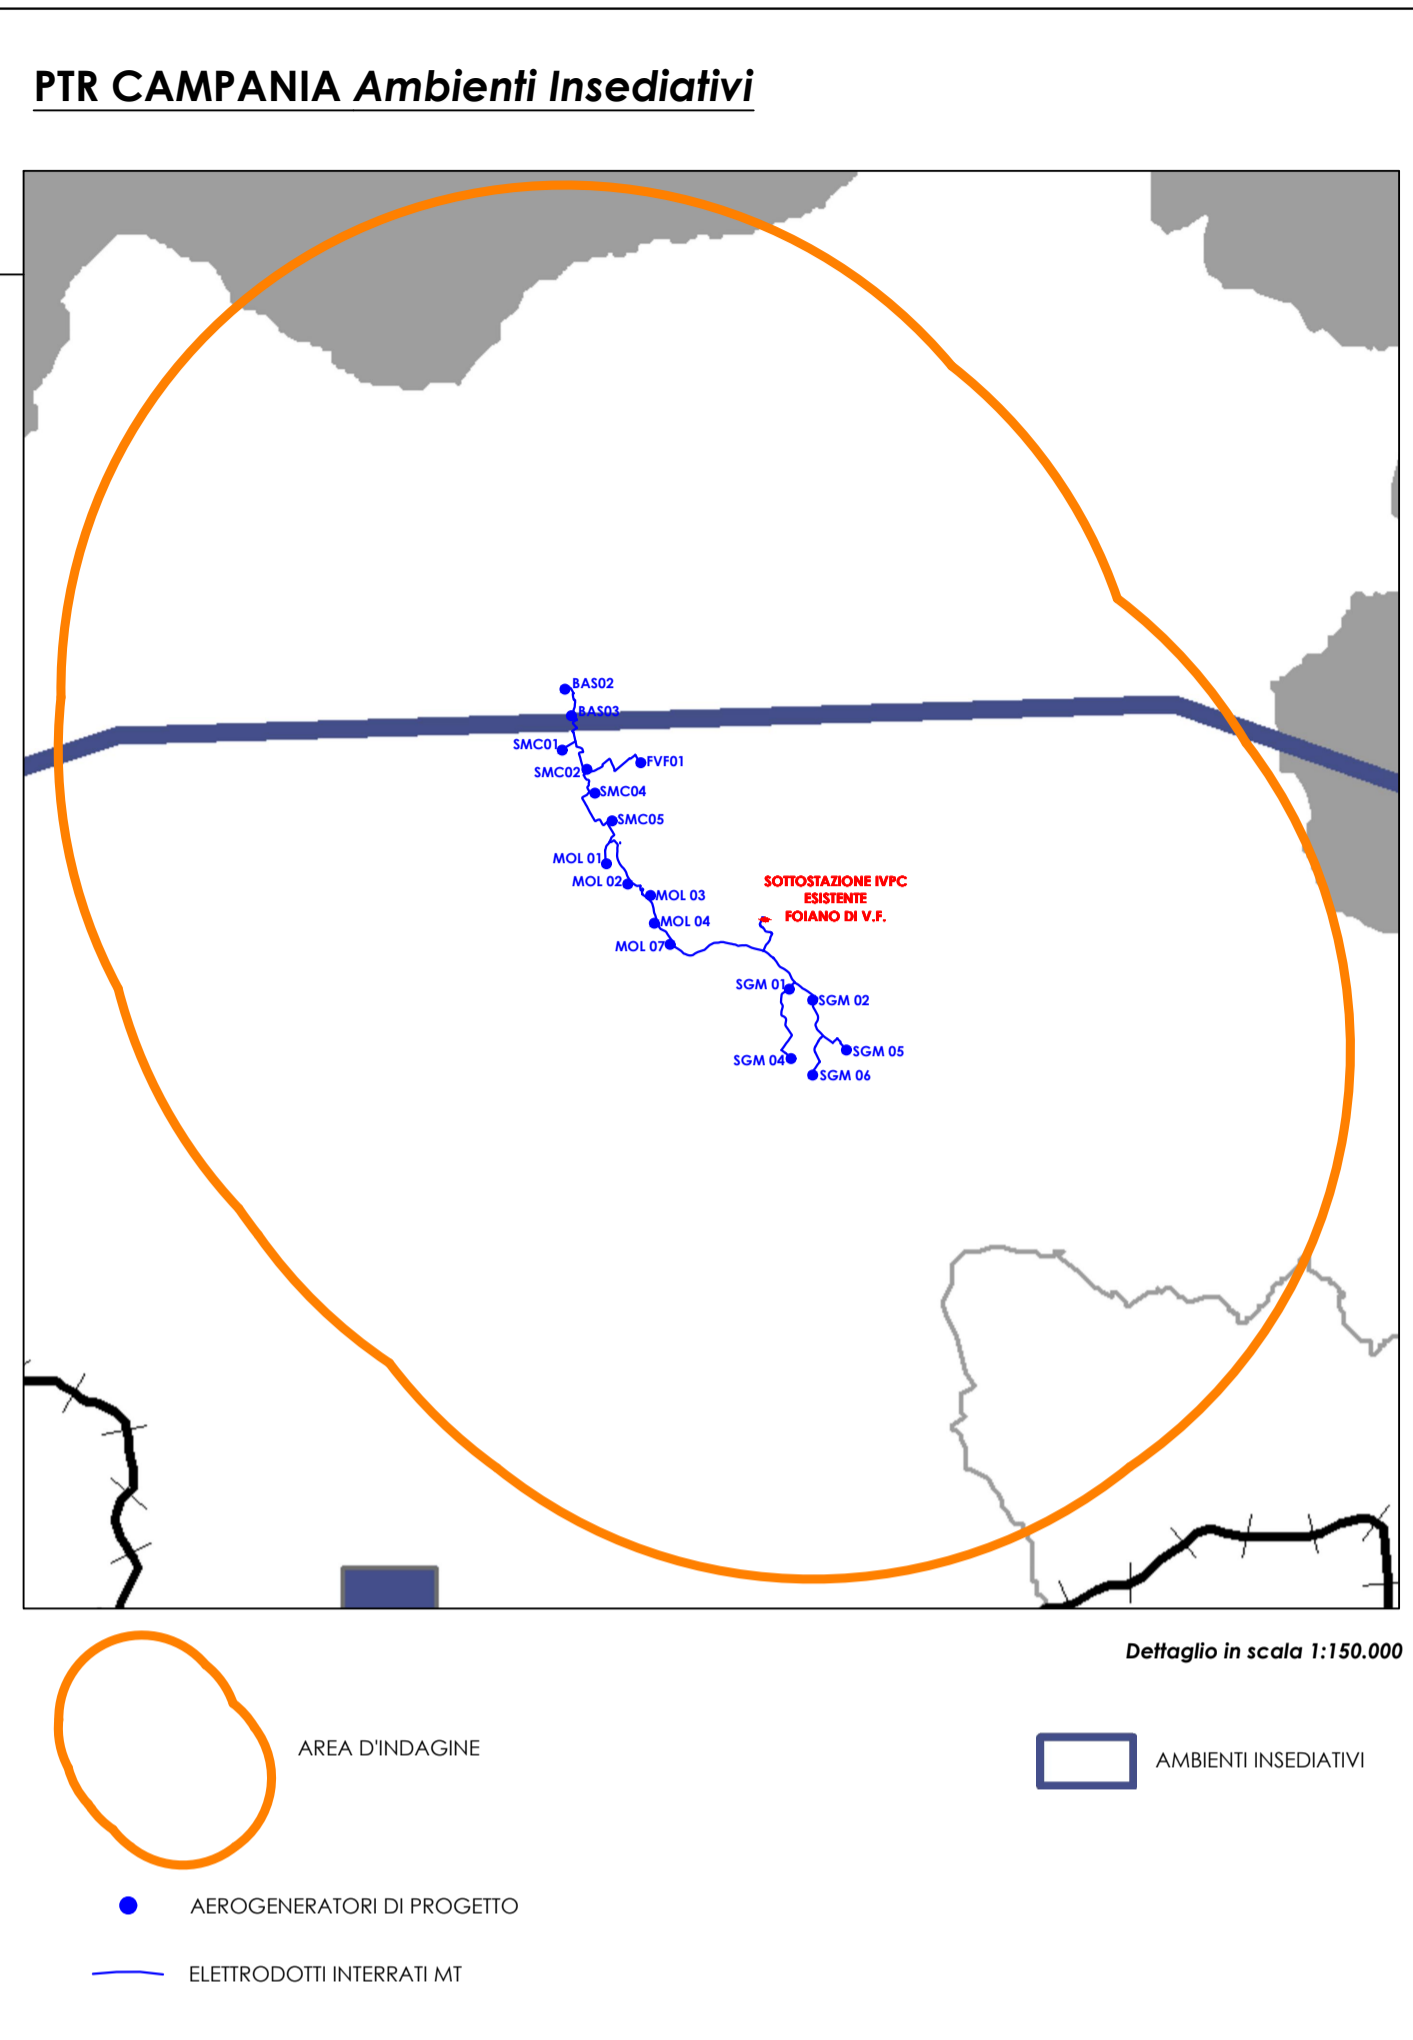 PTR CAMPANIA Ambienti Insediativi
BAS02
BAS03
SMC01
FVF01
SMC02
SMC04
SMC05
MOL 01
MOL 02
MOL 03
MOL 04
MOL 07
SOTTOSTAZIONE IVPC
ESISTENTE
FOIANO DI V.F.
SGM 01
SGM 02
SGM 05
SGM 04
SGM 06
Dettaglio in scala 1:150.000
AREA D'INDAGINE
AMBIENTI INSEDIATIVI
AEROGENERATORI DI PROGETTO
ELETTRODOTTI INTERRATI MT